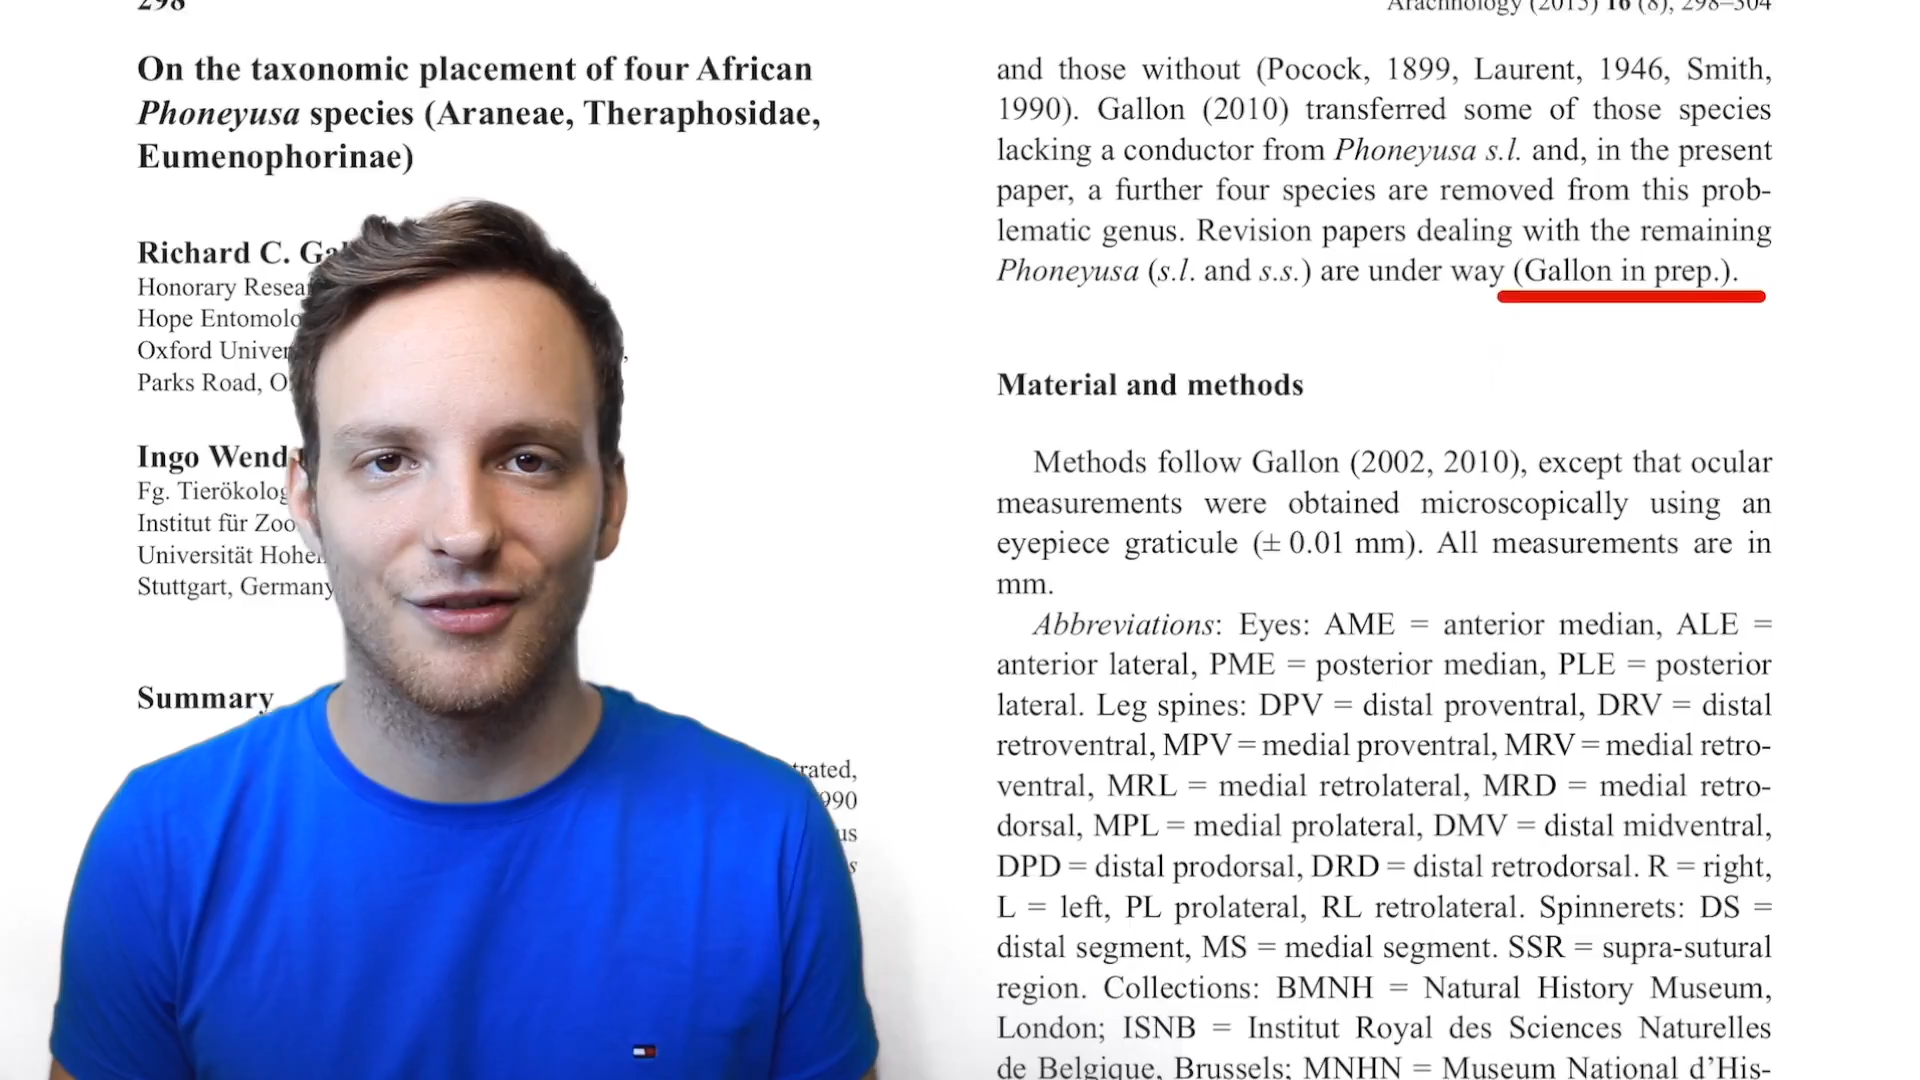 298
On the taxonomic placement of four African
Phoneyusa species (Araneae, Theraphosidae,
Eumenophorinae)
Richard C.
Honorary
Hope
Oxford
Parks Road,
Ingo
Fg.
Institut für
Universität
Stuttgart, Germany
Summary
Arachnology (2015) 16 (8), 298–304
and those without (Pocock, 1899, Laurent, 1946, Smith,
1990). Gallon (2010) transferred some of those species
lacking a conductor from Phoneyusa s.l. and, in the present
paper, a further four species are removed from this prob-
lematic genus. Revision papers dealing with the remaining
Phoneyusa (s.l. and s.s.) are under way (Gallon in prep.).
Material and methods
Methods follow Gallon (2002, 2010), except that ocular
measurements were obtained microscopically using an
eyepiece graticule (± 0.01 mm). All measurements are in
mm.
Abbreviations: Eyes: AME = anterior median, ALE =
anterior lateral, PME = posterior median, PLE = posterior
lateral. Leg spines: DPV = distal proventral, DRV = distal
retroventral, MPV = medial proventral, MRV = medial retro-
ventral, MRL = medial retrolateral, MRD = medial retro-
dorsal, MPL = medial prolateral, DMV = distal midventral,
DPD = distal prodorsal, DRD = distal retrodorsal. R = right,
L = left, PL prolateral, RL retrolateral. Spinnerets: DS =
distal segment, MS = medial segment. SSR = supra-sutural
region. Collections: BMNH = Natural History Museum,
London; ISNB = Institut Royal des Sciences Naturelles
de Belgique, Brussels; MNHN = Museum National d'His-